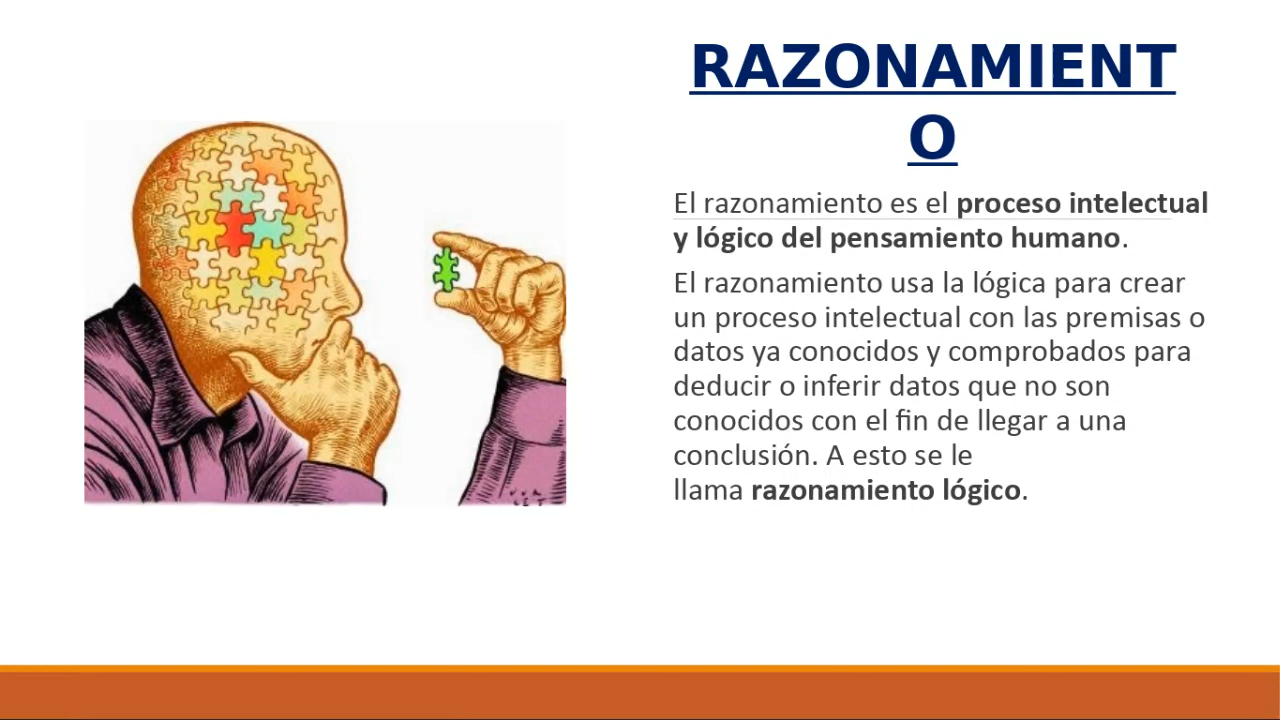 RAZONAMIENT
O
El razonamiento es el proceso intelectual
y lógico del pensamiento humano.
El razonamiento usa la lógica para crear
un proceso intelectual con las premisas o
datos ya conocidos y comprobados para
deducir o inferir datos que no son
conocidos con el fin de llegar a una
conclusión. A esto se le
llama razonamiento lógico.